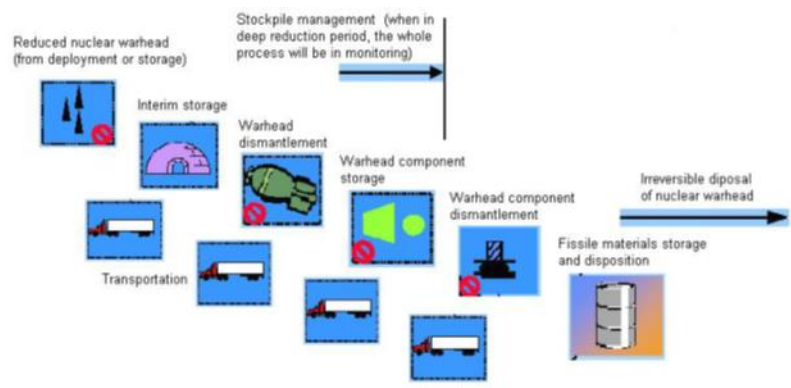 Stockpile management (when in
deep reduction period, the whole
process will be in monitoring)
Reduced nuclear warhead
(from deployment or storage)
Interim storage
Warhead
dismantlement
Warhead component
storage
Warhead component
dismantlement
Irreversible diposal
of nuclear warhead
Fissile materials storage
and disposition
Transportation